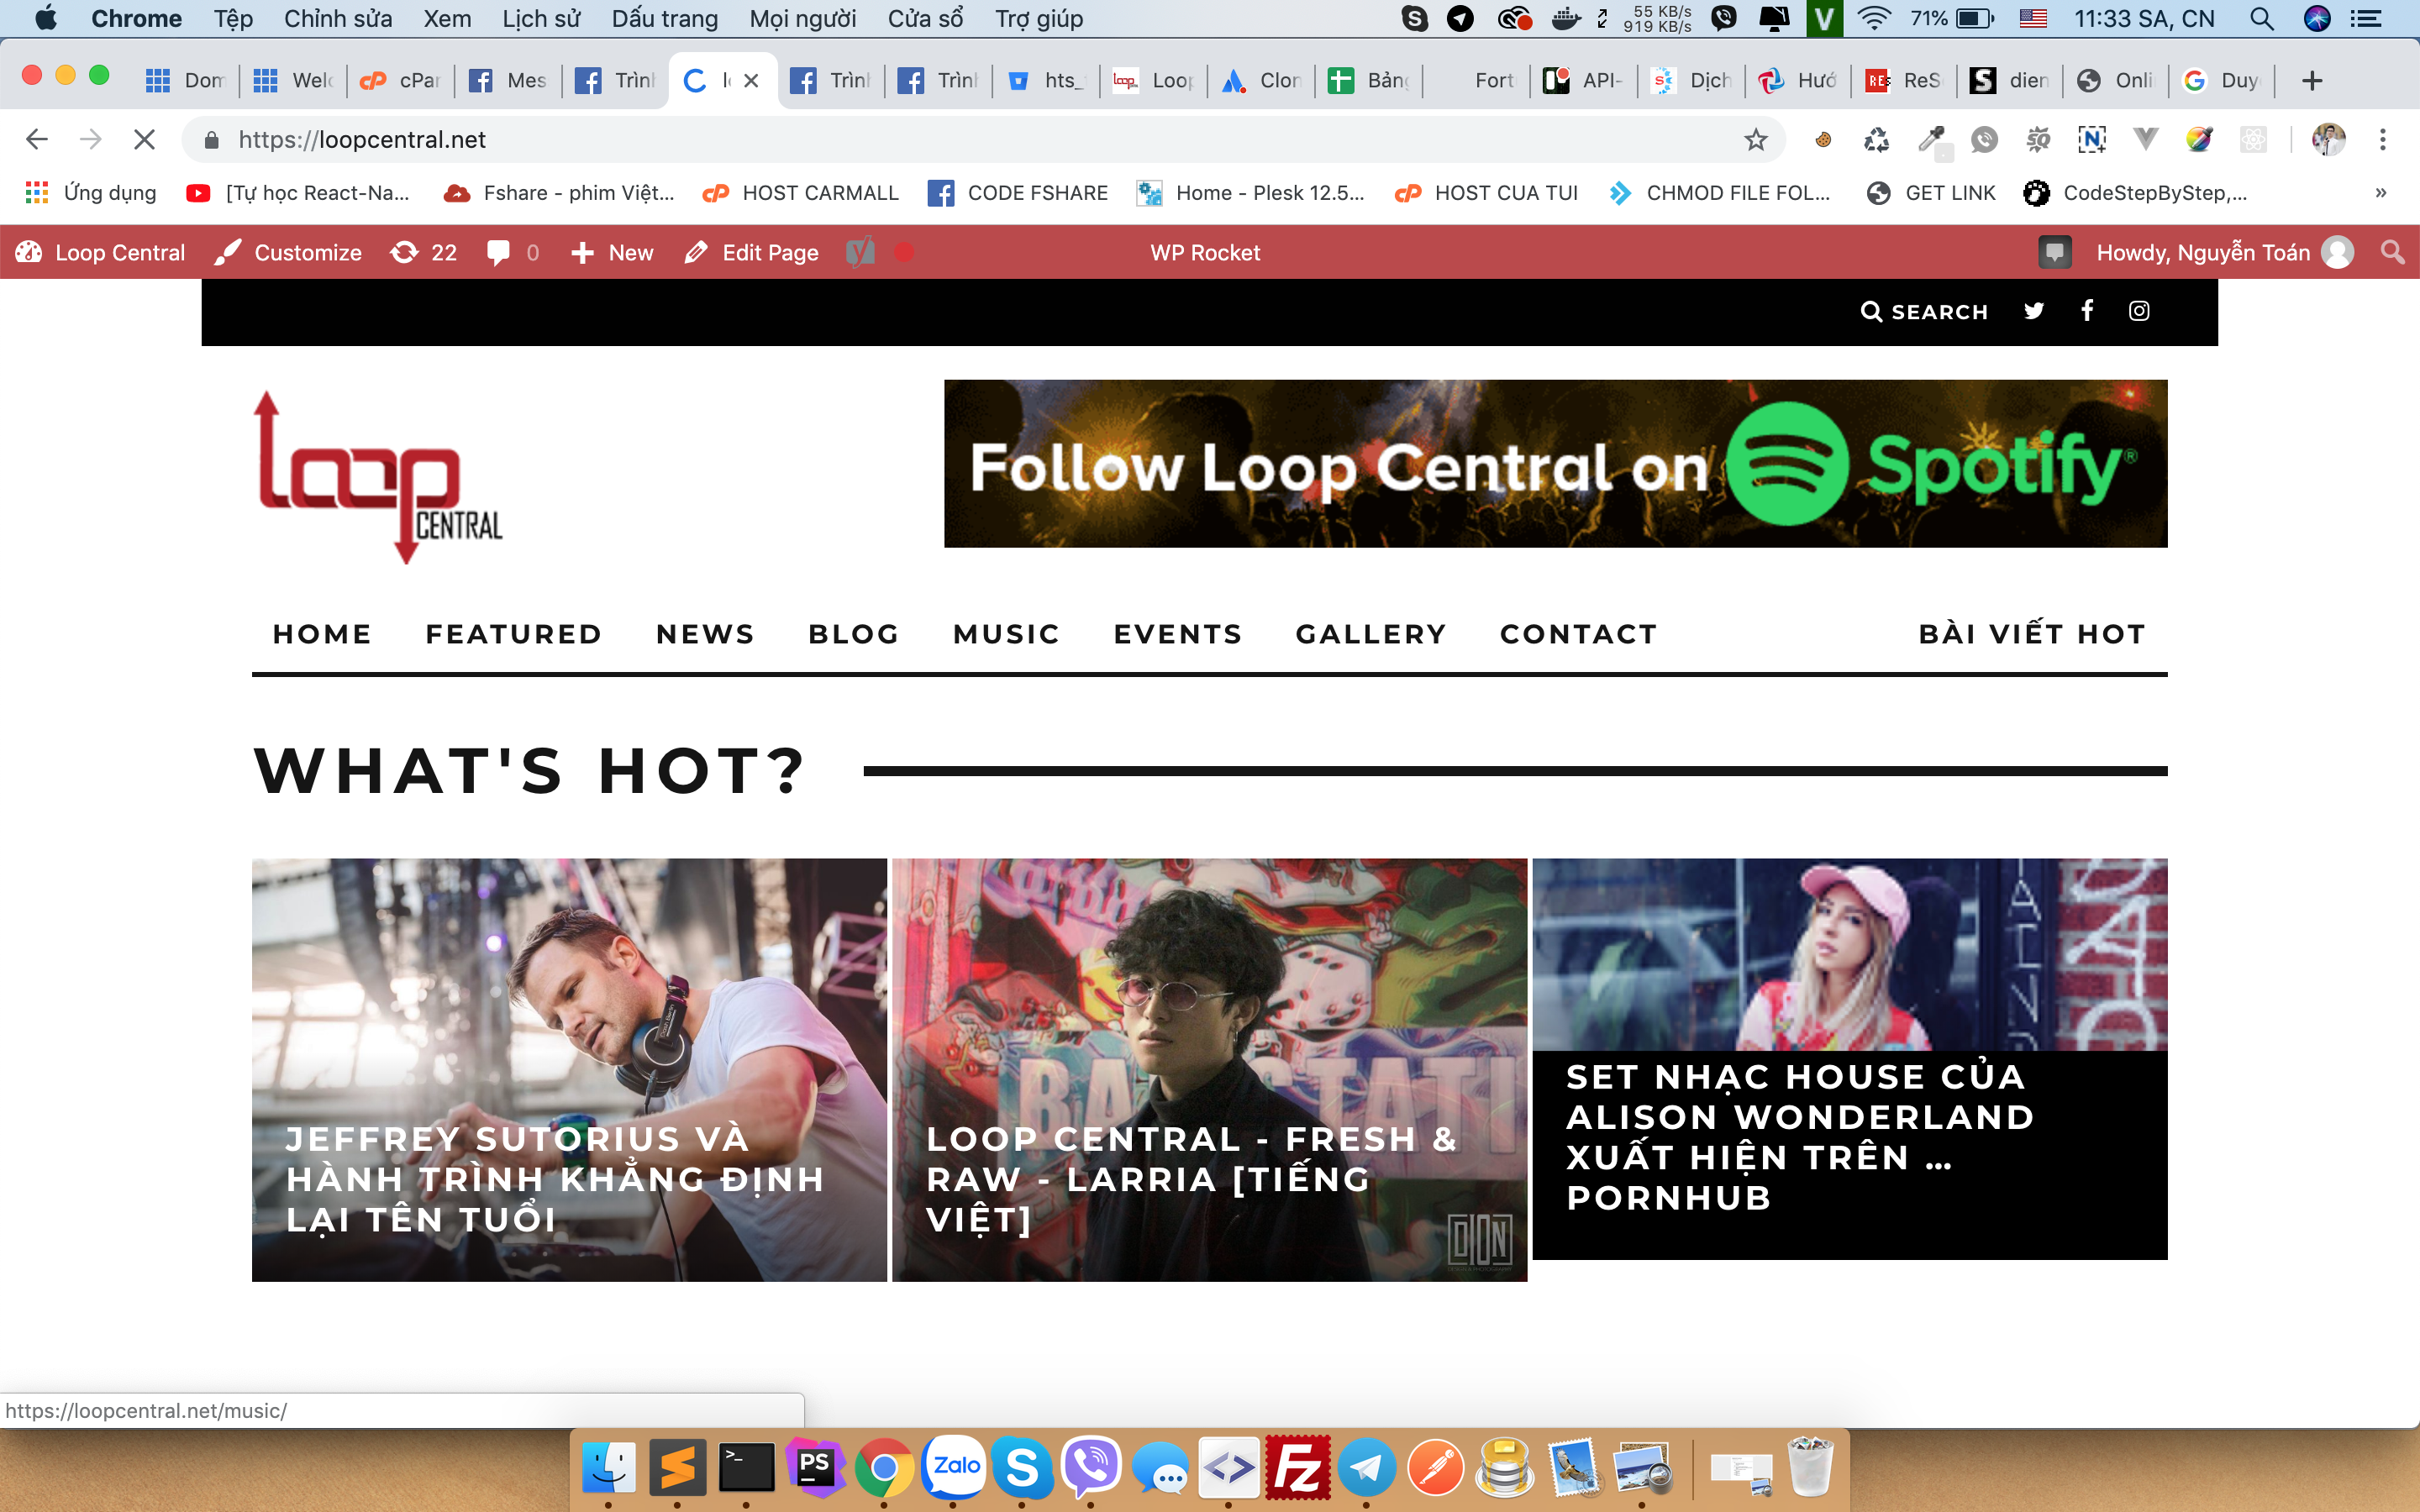 Chrome Tệp Chỉnh sửa Xem Lịch sử Dấu trang Mọi người Cửa sổ Trợ giúp
55 KB/s
919 KB/s
V 71% 11:33 SA, CN
Dom Welc cPar Mes Trìnl Trìnl Trìnl hts_ Loop Clon Bảng Fort API- Dịch Hướ ReS dien Onli Duy
https://loopcentral.net
Ứng dụng [Tự học React-Na... Fshare - phim Việt... HOST CARMALL CODE FSHARE Home - Plesk 12.5... HOST CUA TUI CHMOD FILE FOL... GET LINK CodeStepByStep,... »
Loop Central Customize 22 0 New Edit Page WP Rocket Howdy, Nguyễn Toán
SEARCH
loop
CENTRAL
Follow Loop Central on Spotify®
HOME FEATURED NEWS BLOG MUSIC EVENTS GALLERY CONTACT BÀI VIẾT HOT
WHAT'S HOT?
JEFFREY SUTORIUS VÀ
HÀNH TRÌNH KHẲNG ĐỊNH
LẠI TÊN TUỔI
LOOP CENTRAL - FRESH &
RAW - LARRIA [TIẾNG
VIỆT]
DION
SET NHẠC HOUSE CỦA
ALISON WONDERLAND
XUẤT HIỆN TRÊN ...
PORNHUB
https://loopcentral.net/music/
PS Zalo S Fz